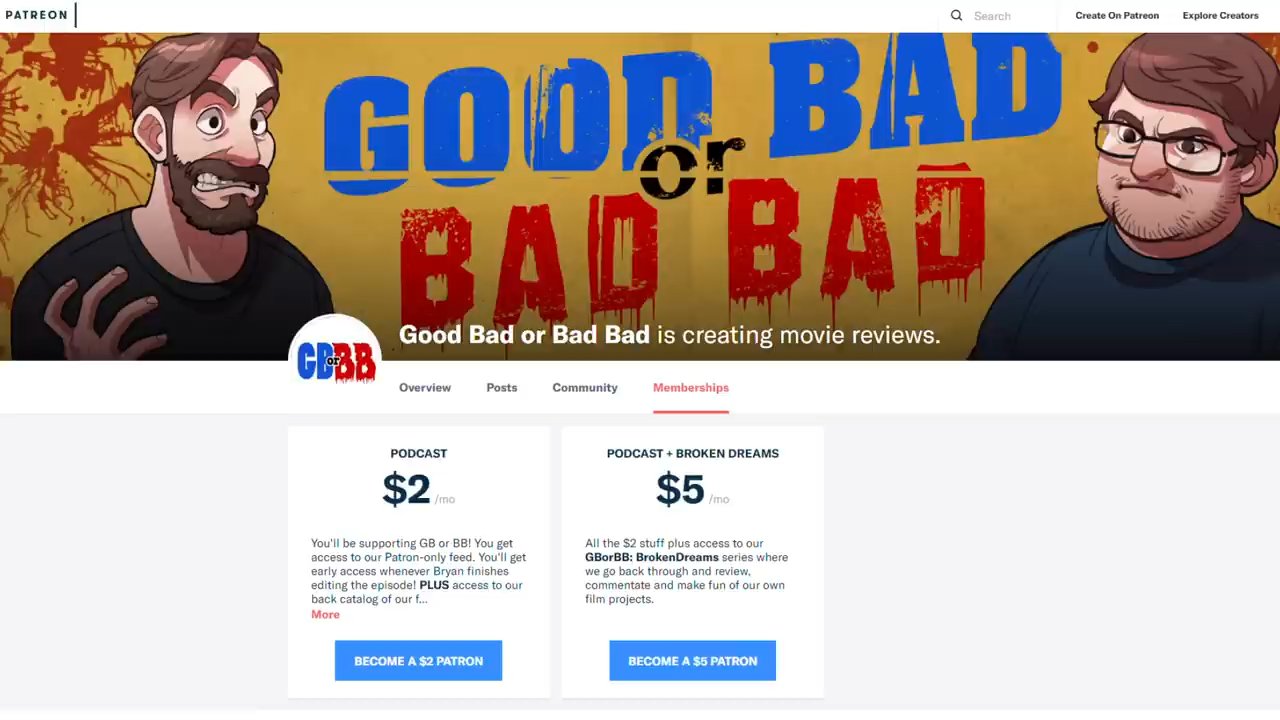 PATREON
Search
Create On Patreon
Explore Creators
GOOD BAD
or
BAD BAD
GB or BB
Good Bad or Bad Bad is creating movie reviews.
Overview
Posts
Community
Memberships
PODCAST
$2 /mo
You'll be supporting GB or BB! You get
access to our Patron-only feed. You'll get
early access whenever Bryan finishes
editing the episode! PLUS access to our
back catalog of our f...
More
BECOME A $2 PATRON
PODCAST + BROKEN DREAMS
$5 /mo
All the $2 stuff plus access to our
GBorBB: BrokenDreams series where
we go back through and review,
commentate and make fun of our own
film projects.
BECOME A $5 PATRON